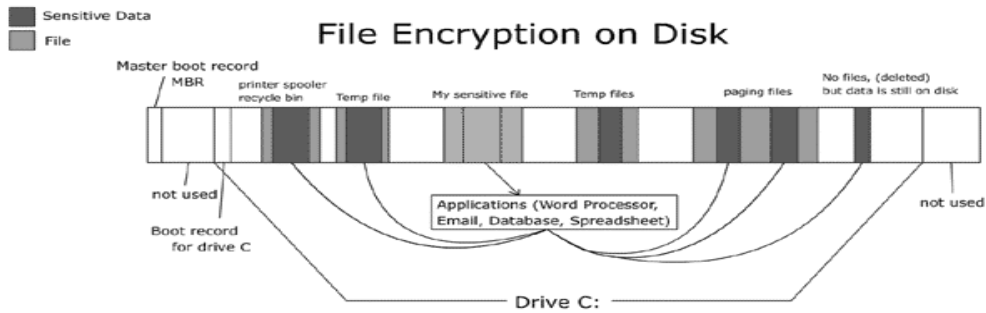 Sensitive Data
File
File Encryption on Disk
Master boot record
MBR
printer spooler
recycle bin
Temp file
My sensitive file
Temp files
paging files
No files, (deleted)
but data is still on disk
not used
Boot record
for drive C
Applications (Word Processor,
Email, Database, Spreadsheet)
not used
Drive C: